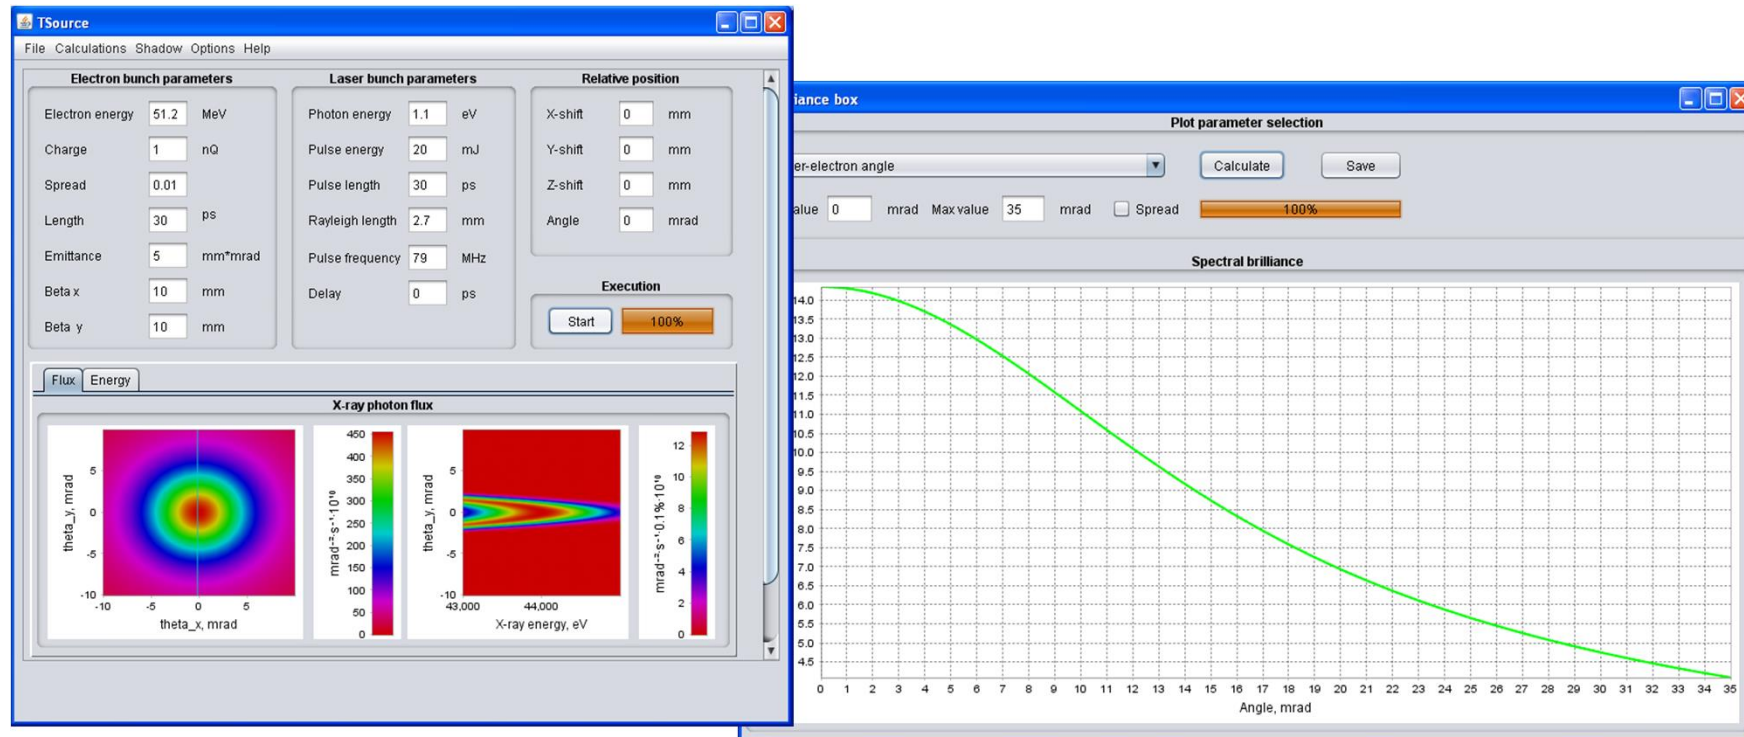 TSource
File Calculations Shadow Options Help
Electron bunch parameters
Electron energy 51.2 MeV
Charge 1 nQ
Spread 0.01
Length 30 ps
Emittance 5 mm*mrad
Beta x 10 mm
Beta y 10 mm
Laser bunch parameters
Photon energy 1.1 eV
Pulse energy 20 mJ
Pulse length 30 ps
Rayleigh length 2.7 mm
Pulse frequency 79 MHz
Delay 0 ps
Relative position
X-shift 0 mm
Y-shift 0 mm
Z-shift 0 mm
Angle 0 mrad
Execution
Start 100%
Flux Energy
X-ray photon flux
theta_y, mrad
5
0
-5
-10
-10 -5 0 5
theta_x, mrad
450
400
350
300
250
200
150
100
50
0
mrad⁻²·s⁻¹·10¹⁰
theta_y, mrad
5
0
-5
-10
43,000 44,000
X-ray energy, eV
mrad⁻²·s⁻¹·0.1%·10¹⁰
12
10
8
6
4
2
0
iance box
Plot parameter selection
er-electron angle Calculate Save
alue 0 mrad Max value 35 mrad Spread 100%
Spectral brilliance
14.0
13.5
13.0
12.5
12.0
11.5
11.0
10.5
10.0
9.5
9.0
8.5
8.0
7.5
7.0
6.5
6.0
5.5
5.0
4.5
0 1 2 3 4 5 6 7 8 9 10 11 12 13 14 15 16 17 18 19 20 21 22 23 24 25 26 27 28 29 30 31 32 33 34 35
Angle, mrad